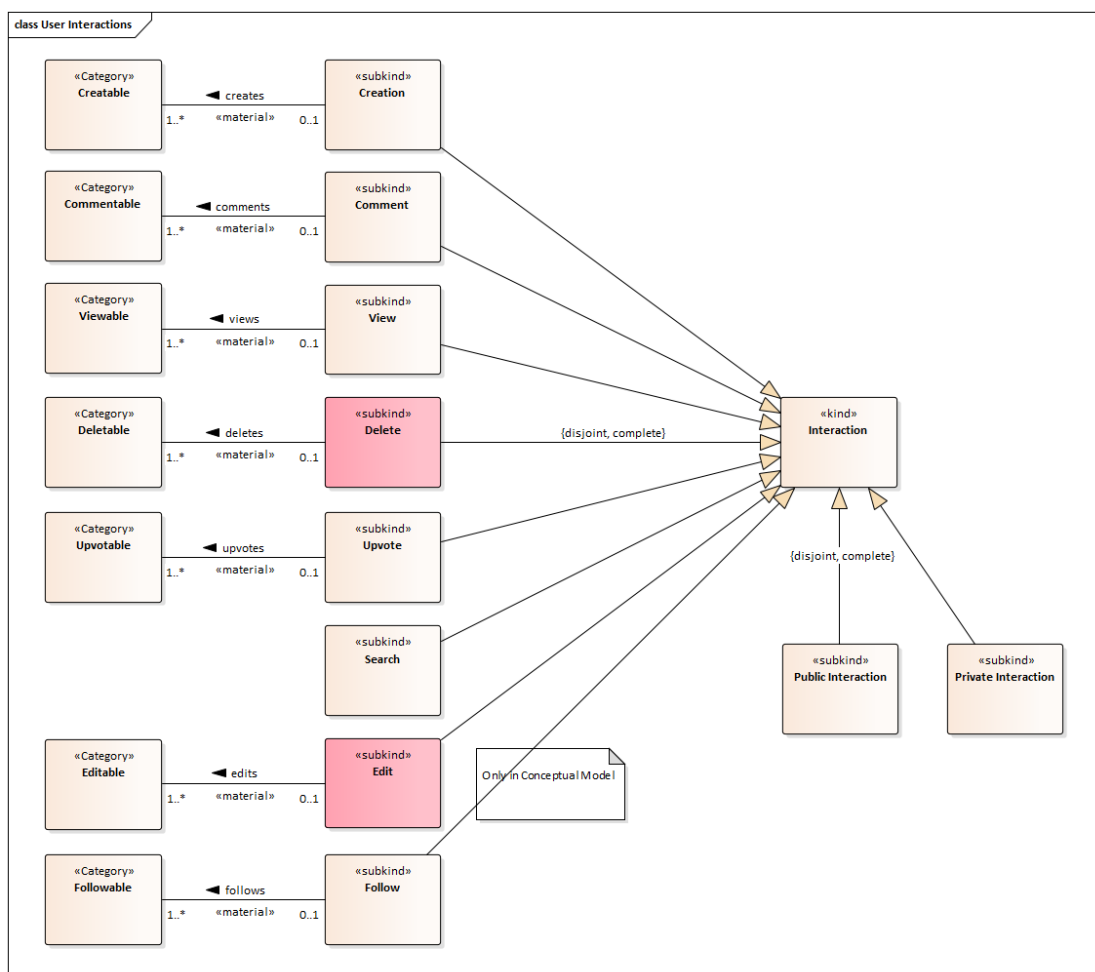 class User Interactions
«Category»
Creatable
◄ creates
1..*
«material»
0..1
«subkind»
Creation
«Category»
Commentable
◄ comments
1..*
«material»
0..1
«subkind»
Comment
«Category»
Viewable
◄ views
1..*
«material»
0..1
«subkind»
View
«Category»
Deletable
◄ deletes
1..*
«material»
0..1
«subkind»
Delete
{disjoint, complete}
«kind»
Interaction
«Category»
Upvotable
◄ upvotes
1..*
«material»
0..1
«subkind»
Upvote
{disjoint, complete}
«subkind»
Search
«subkind»
Public Interaction
«subkind»
Private Interaction
«Category»
Editable
◄ edits
1..*
«material»
0..1
«subkind»
Edit
Only in Conceptual Model
«Category»
Followable
◄ follows
1..*
«material»
0..1
«subkind»
Follow